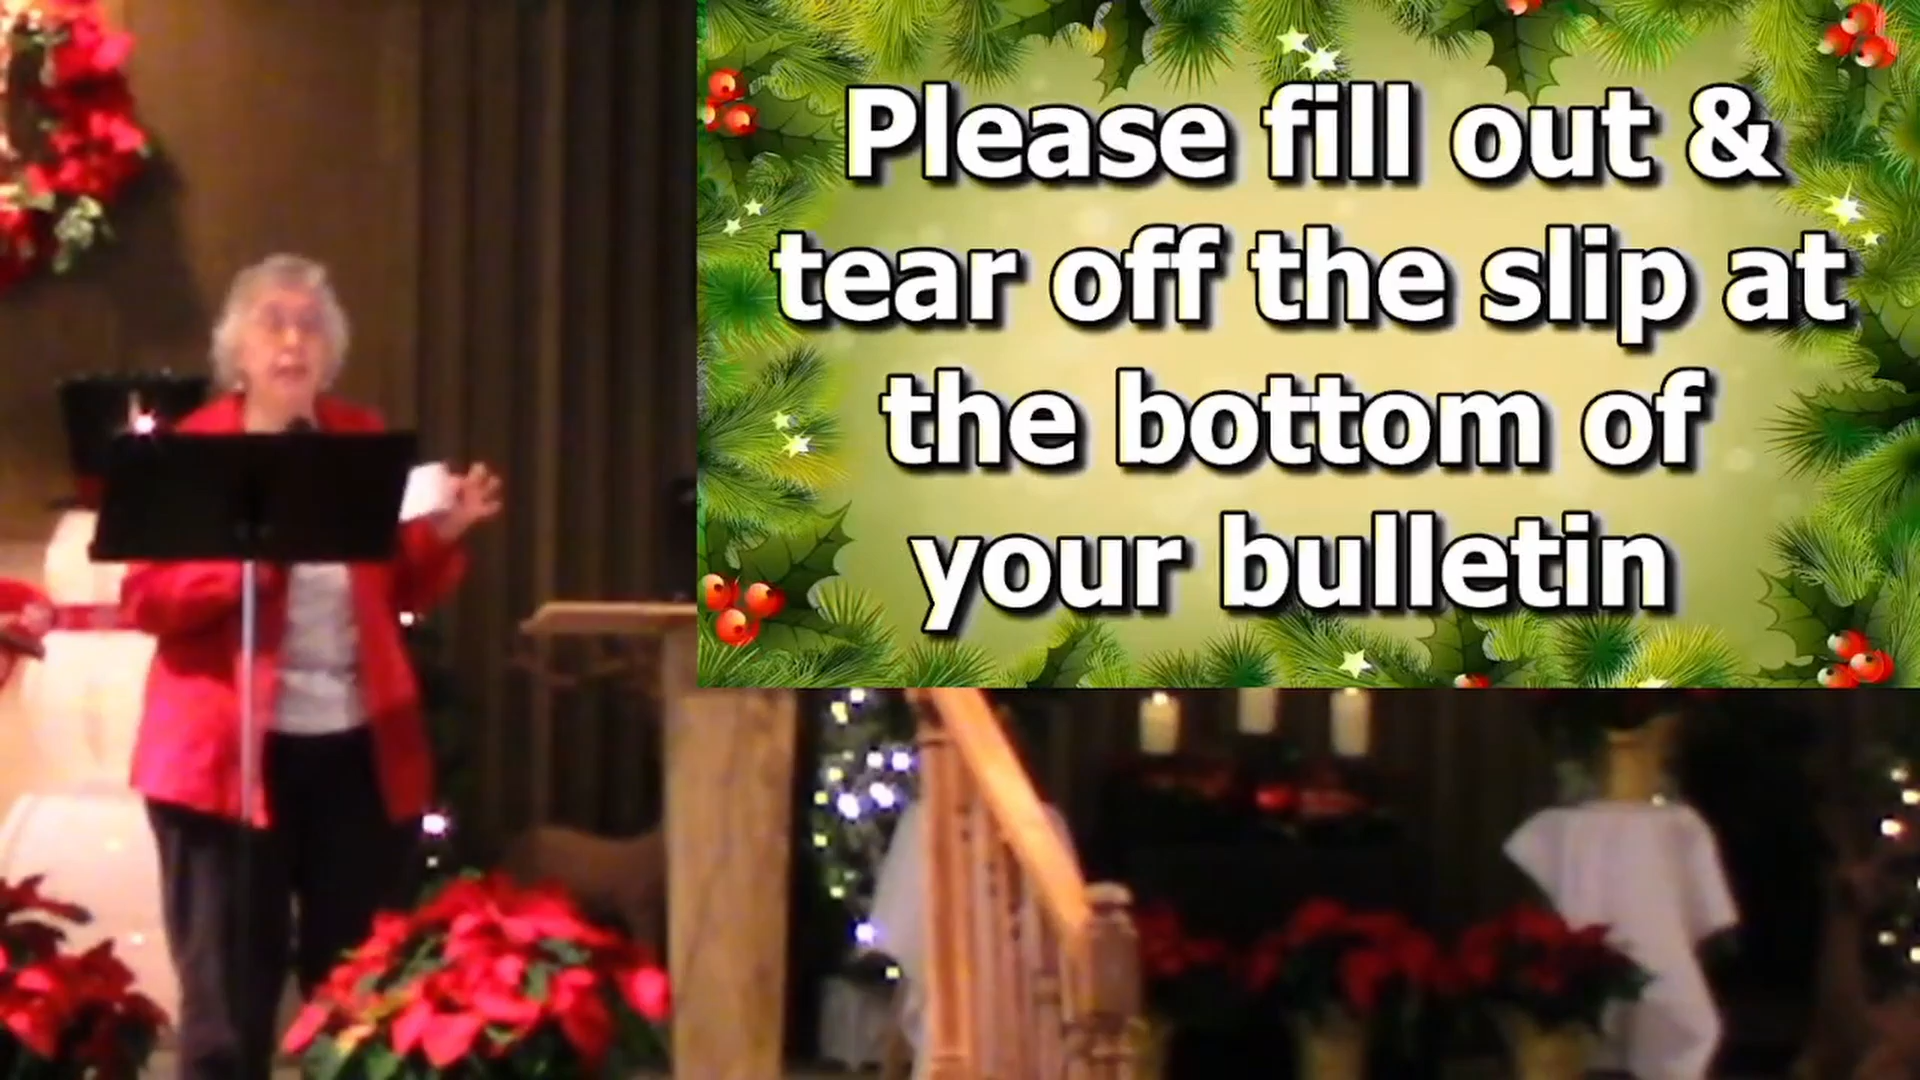 Please fill out &
tear off the slip at
the bottom of
your bulletin